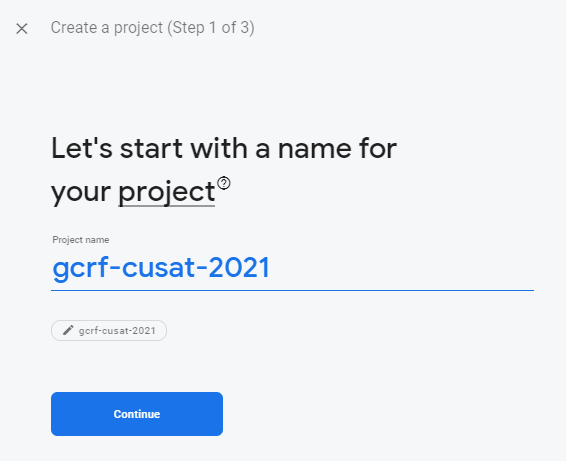 Create a project (Step 1 of 3)
Let's start with a name for
your project
Project name
gcrf-cusat-2021
gcrf-cusat-2021
Continue